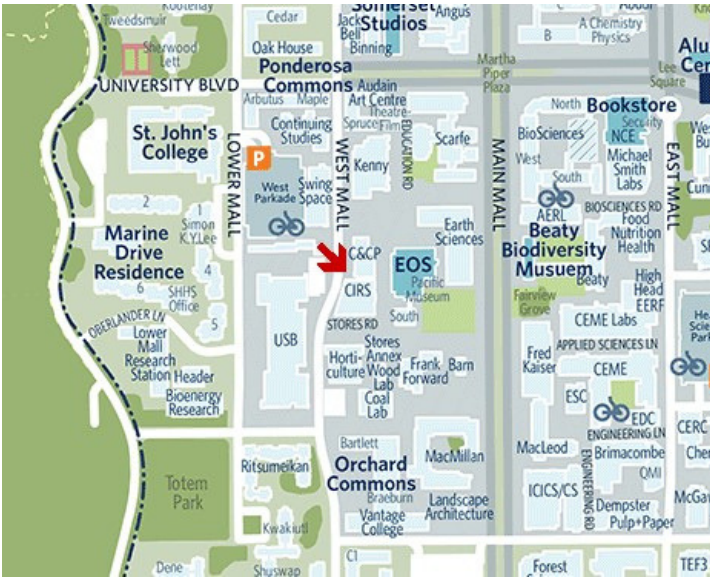 Kootenay
Tweedsmuir
Sherwood
Lett
Cedar
Oak House
Jack
Bell
Binning
Somerset
Studios
Angus
B
A Chemistry
Physics
Alu
Cer
Lee
Square
UNIVERSITY BLVD
Ponderosa
Commons
Audain
Art Centre
Martha
Piper
Plaza
Arbutus
Maple
Theatre-
Film
Spruce
Continuing
Studies
St. John's
College
LOWER MALL
P
West
Parkade
Swing
Space
WEST MALL
Kenny
EDUCATION RD
Scarfe
MAIN MALL
North
Bookstore
Security
NCE
BioSciences
West
South
Michael
Smith
Labs
EAST MALL
BIOSCIENCES RD
AERL
Food
Nutrition
Health
Beaty
Biodiversity
Musuem
Beaty
Fairview
Grove
High
Head
EERF
2
1
Simon
K.Y.Lee
Marine
Drive
Residence
4
6
SHHS
Office
5
OBERLANDER LN
Lower
Mall
Research
Station
Header
Bioenergy
Research
C&CP
CIRS
EOS
Pacific
Museum
Earth
Sciences
South
STORES RD
USB
Horti-
culture
Stores
Annex
Wood
Lab
Coal
Lab
Frank
Forward
Barn
CEME Labs
APPLIED SCIENCES LN
Fred
Kaiser
CEME
ESC
EDC
ENGINEERING LN
CERC
MacLeod
Brimacombe
QMI
ICICS/CS
ENGINEERING RD
Dempster
Pulp+Paper
Totem
Park
Ritsumeikan
Kwakiutl
Bartlett
Orchard
Commons
MacMillan
Braeburn
Vantage
College
Landscape
Architecture
Dene
Shuswap
C1
Forest
TEF3